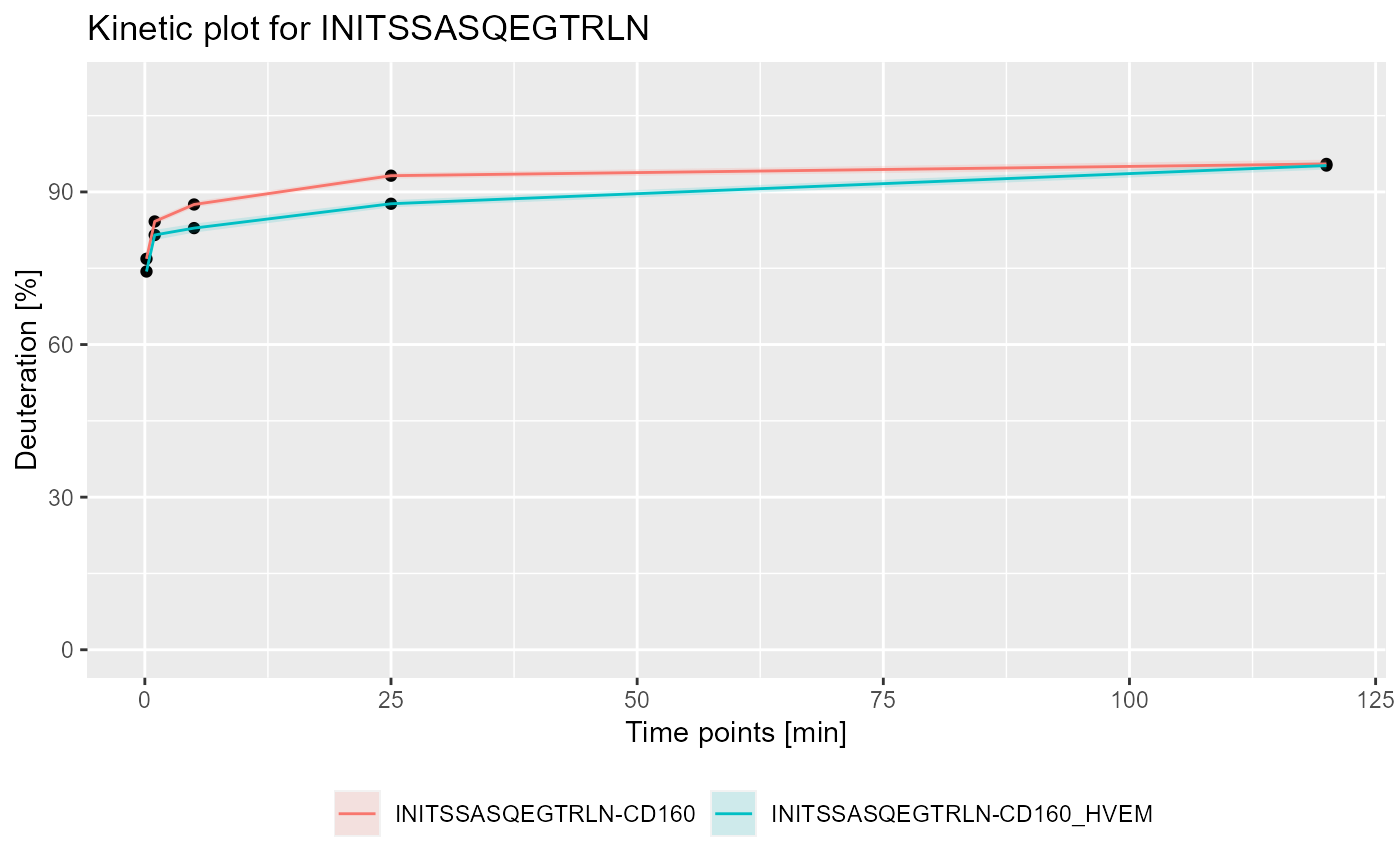 Kinetic plot for INITSSASQEGTRLN
Deuteration [%]
90
60
30
0
0 25 50 75 100 125
Time points [min]
INITSSASQEGTRLN-CD160 INITSSASQEGTRLN-CD160_HVEM